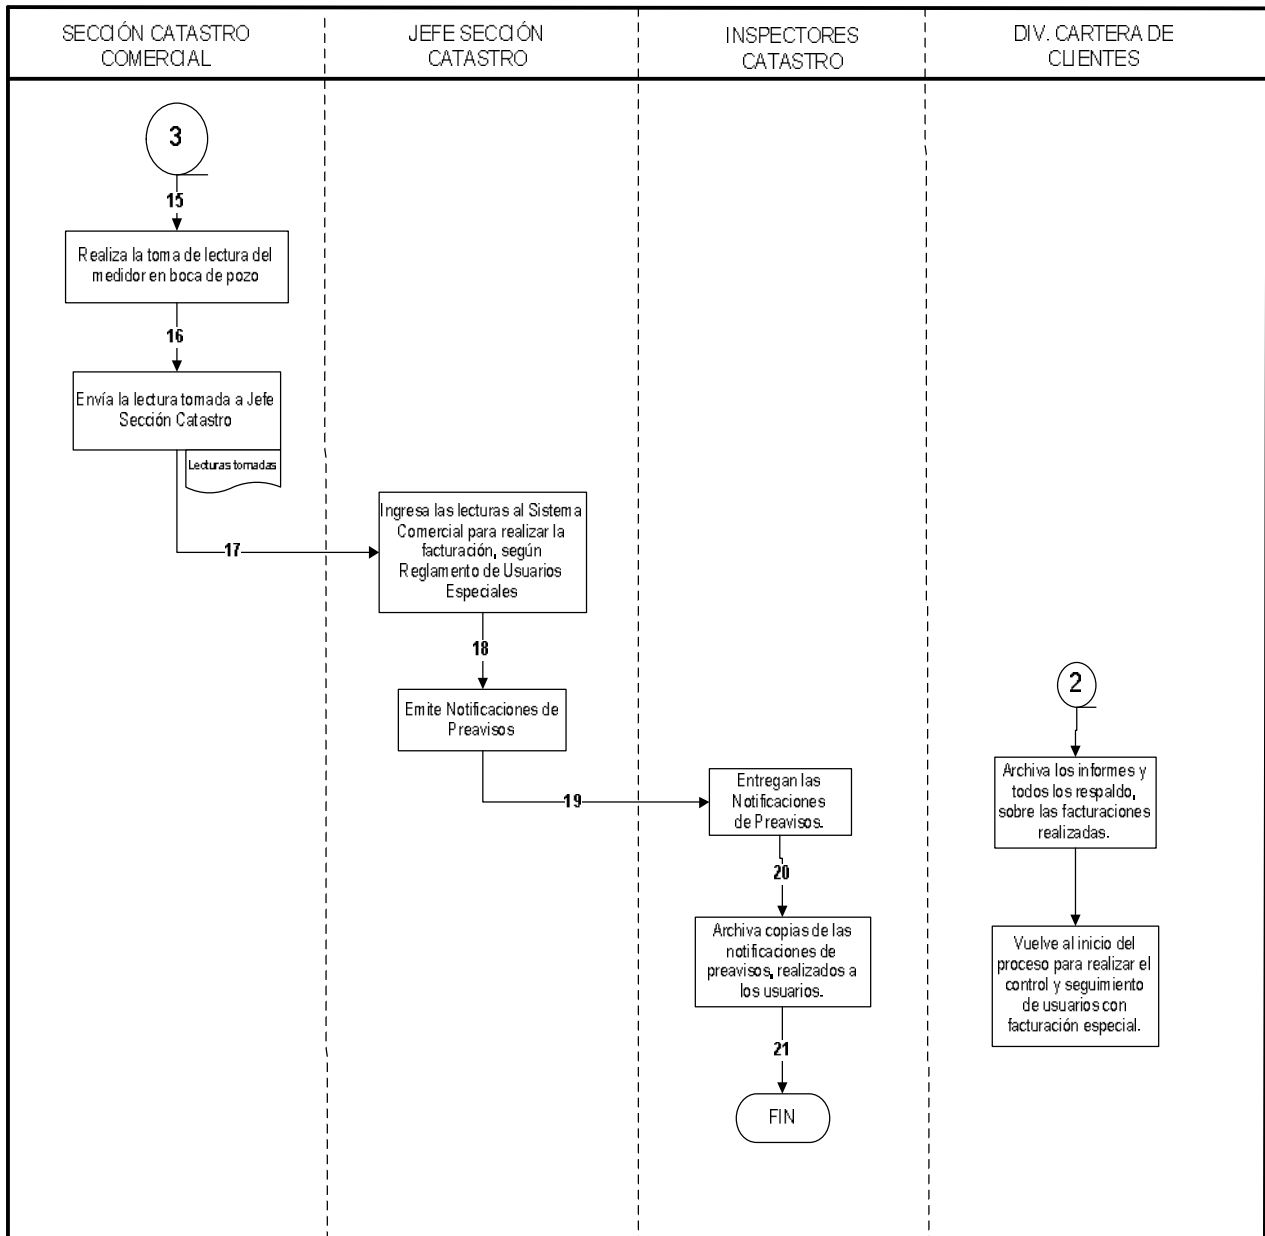 SECCIÓN CATASTRO
COMERCIAL
JEFE SECCIÓN
CATASTRO
INSPECTORES
CATASTRO
DIV. CARTERA DE
CLIENTES
3
15
Realiza la toma de lectura del
medidor en boca de pozo
16
Envía la lectura tomada a Jefe
Sección Catastro
Lecturas tomadas
17
Ingresa las lecturas al Sistema
Comercial para realizar la
facturación, según
Reglamento de Usuarios
Especiales
18
Emite Notificaciones de
Preavisos
19
Entregan las
Notificaciones
de Preavisos.
20
Archiva copias de las
notificaciones de
preavisos, realizados a
los usuarios.
21
FIN
2
Archiva los informes y
todos los respaldo,
sobre las facturaciones
realizadas.
Vuelve al inicio del
proceso para realizar el
control y seguimiento
de usuarios con
facturación especial.